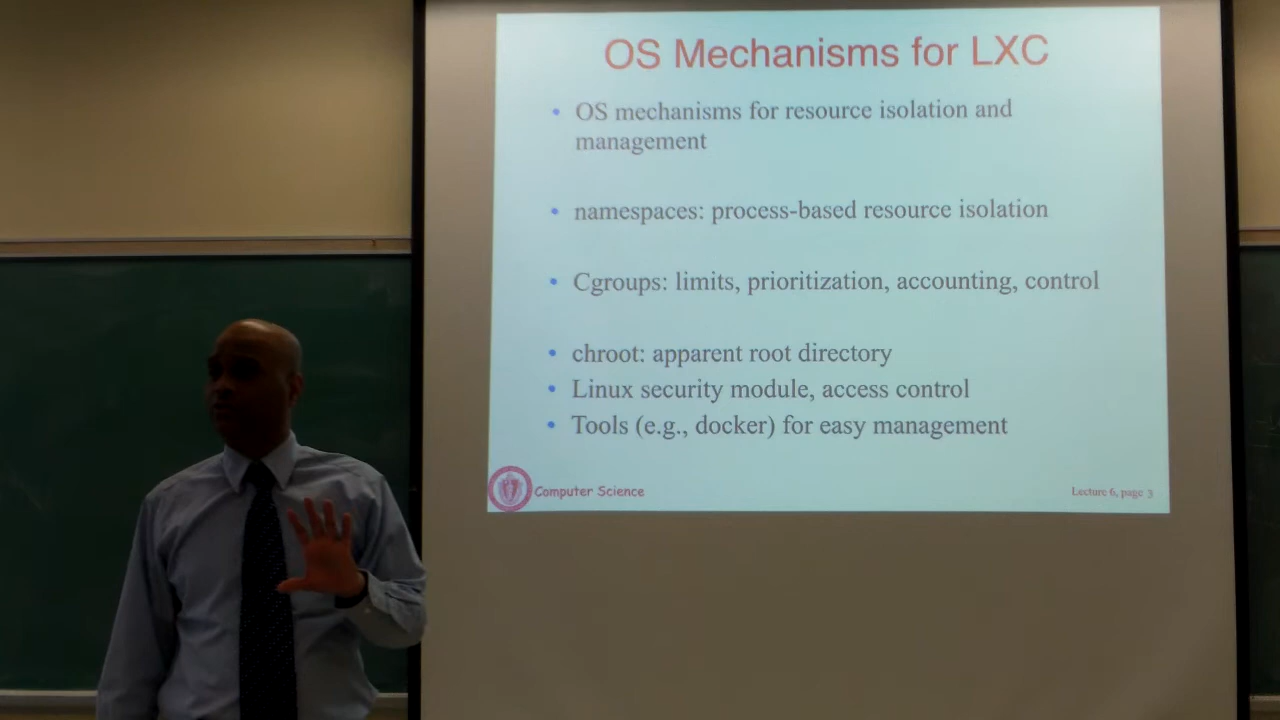 OS Mechanisms for LXC
• OS mechanisms for resource isolation and
management
• namespaces: process-based resource isolation
• Cgroups: limits, prioritization, accounting, control
• chroot: apparent root directory
• Linux security module, access control
• Tools (e.g., docker) for easy management
Computer Science
Lecture 6, page 3